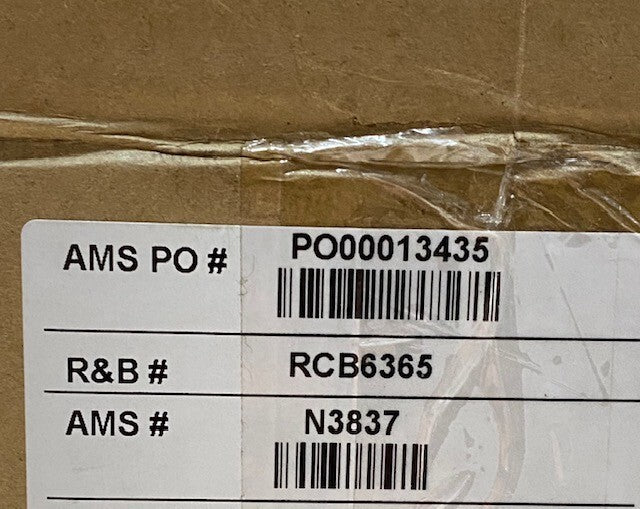 AMS PO # PO00013435
R&B # RCB6365
AMS # N3837